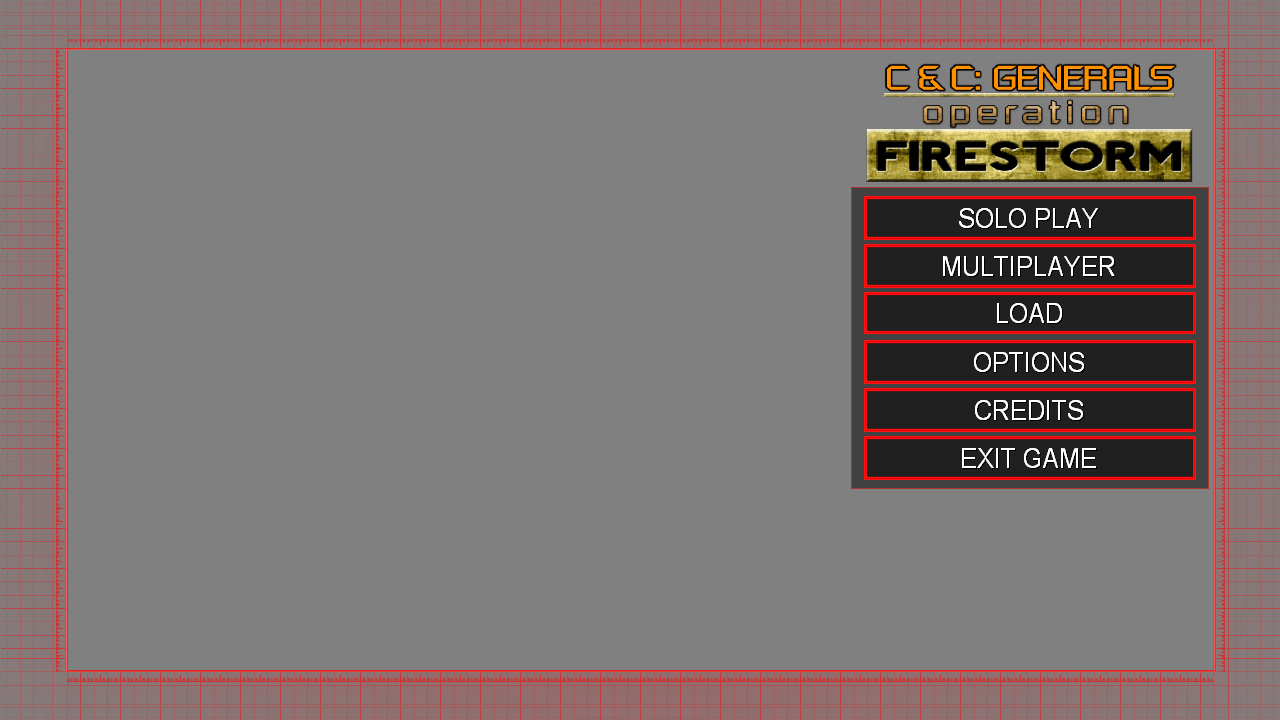 C & C: GENERALS
operation
FIRESTORM
SOLO PLAY
MULTIPLAYER
LOAD
OPTIONS
CREDITS
EXIT GAME